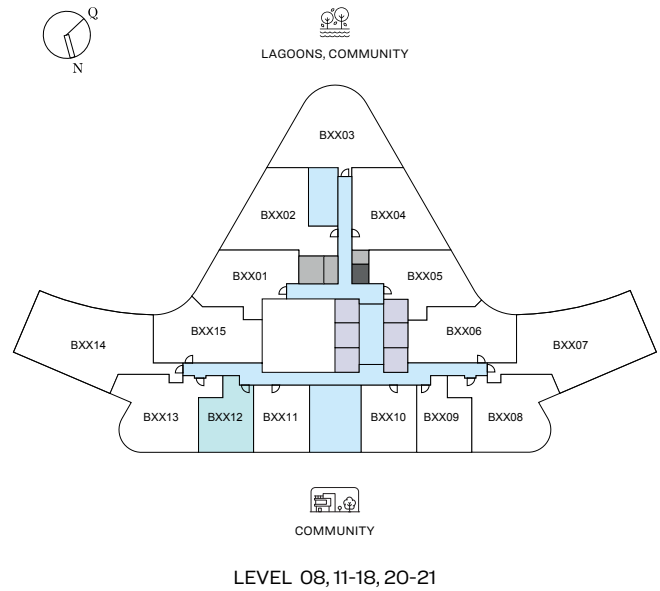 Q
N
LAGOONS, COMMUNITY
BXX03
BXX02
BXX04
BXX01
BXX05
BXX14
BXX15
BXX06
BXX07
BXX13
BXX12
BXX11
BXX10
BXX09
BXX08
COMMUNITY
LEVEL 08, 11-18, 20-21